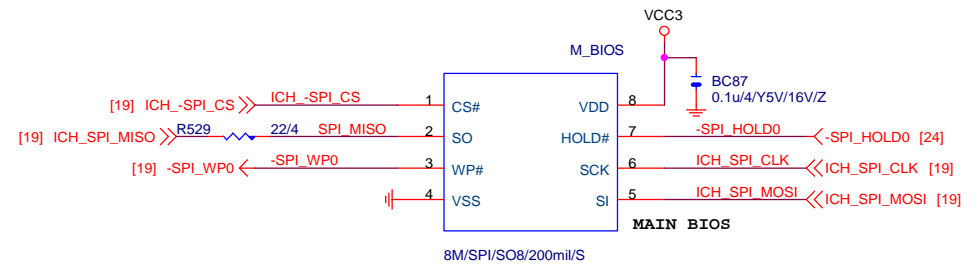 VCC3
M_BIOS
BC87
0.1u/4/Y5V/16V/Z
[19] ICH_-SPI_CS ICH_-SPI_CS 1 CS# VDD 8
[19] ICH_SPI_MISO R529 22/4 SPI_MISO 2 SO HOLD# 7 -SPI_HOLD0 -SPI_HOLD0 [24]
[19] -SPI_WP0 -SPI_WP0 3 WP# SCK 6 ICH_SPI_CLK ICH_SPI_CLK [19]
4 VSS SI 5 ICH_SPI_MOSI ICH_SPI_MOSI [19]
MAIN BIOS
8M/SPI/SO8/200mil/S